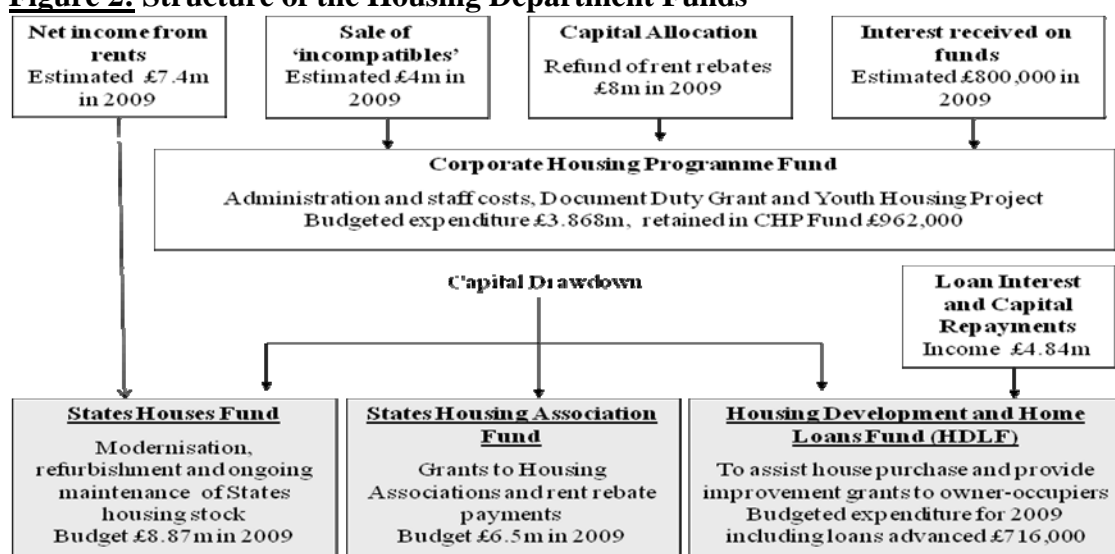 Figure 2: Structure of the Housing Department Funds
Net income from
rents
Estimated £7.4m
in 2009
Sale of
‘incompatibles’
Estimated £4m in
2009
Capital Allocation
Refund of rent rebates
£8m in 2009
Interest received on
funds
Estimated £800,000 in
2009
Corporate Housing Programme Fund
Administration and staff costs, Document Duty Grant and Youth Housing Project
Budgeted expenditure £3.868m, retained in CHP Fund £962,000
Capital Drawdown
Loan Interest
and Capital
Repayments
Income £4.84m
States Houses Fund
Modernisation,
refurbishment and ongoing
maintenance of States
housing stock
Budget £8.87m in 2009
States Housing Association
Fund
Grants to Housing
Associations and rent rebate
payments
Budget £6.5m in 2009
Housing Development and Home
Loans Fund (HDLF)
To assist house purchase and provide
improvement grants to owner-occupiers
Budgeted expenditure for 2009
including loans advanced £716,000